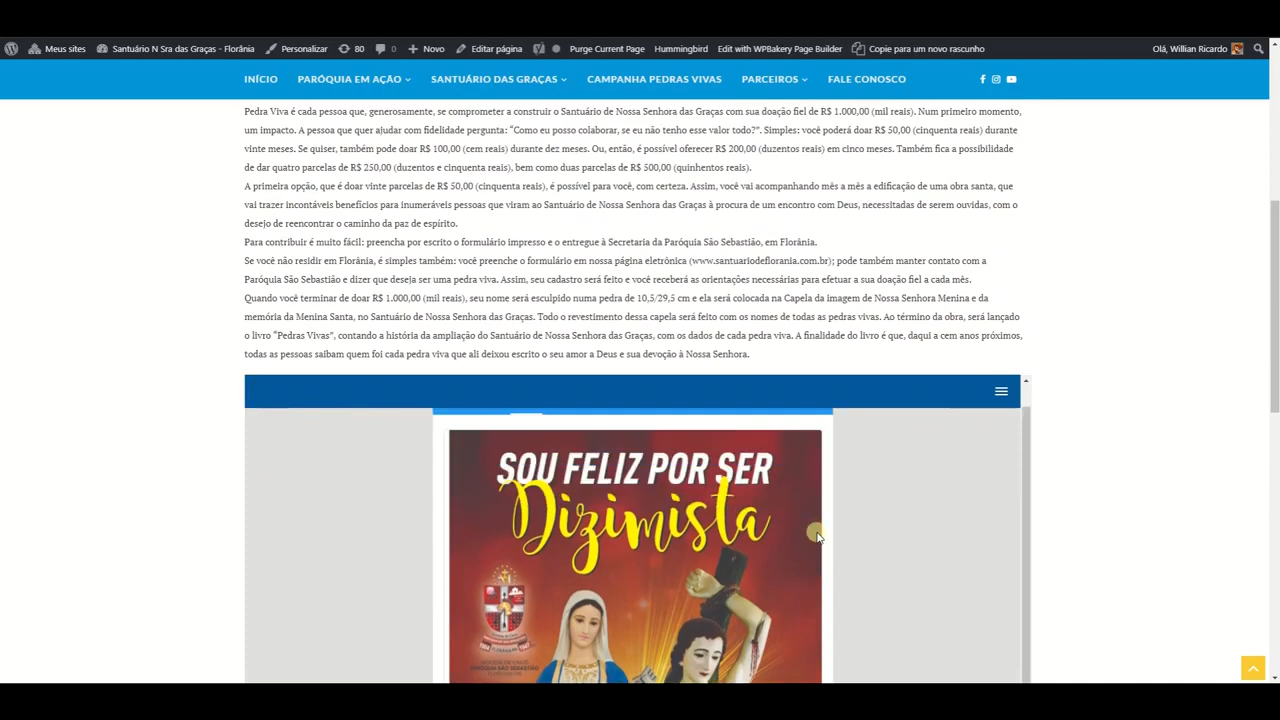 Meus sites Santuário N Sra das Graças - Florânia Personalizar 80 0 Novo Editar página Purge Current Page Hummingbird Edit with WPBakery Page Builder Copie para um novo rascunho Olá, Willian Ricardo
INÍCIO PARÓQUIA EM AÇÃO SANTUÁRIO DAS GRAÇAS CAMPANHA PEDRAS VIVAS PARCEIROS FALE CONOSCO
Pedra Viva é cada pessoa que, generosamente, se comprometer a construir o Santuário de Nossa Senhora das Graças com sua doação fiel de R$ 1.000,00 (mil reais). Num primeiro momento,
um impacto. A pessoa que quer ajudar com fidelidade pergunta: “Como eu posso colaborar, se eu não tenho esse valor todo?”. Simples: você poderá doar R$ 50,00 (cinquenta reais) durante
vinte meses. Se quiser, também pode doar R$ 100,00 (cem reais) durante dez meses. Ou, então, é possível oferecer R$ 200,00 (duzentos reais) em cinco meses. Também fica a possibilidade
de dar quatro parcelas de R$ 250,00 (duzentos e cinquenta reais), bem como duas parcelas de R$ 500,00 (quinhentos reais).
A primeira opção, que é doar vinte parcelas de R$ 50,00 (cinquenta reais), é possível para você, com certeza. Assim, você vai acompanhando mês a mês a edificação de uma obra santa, que
vai trazer incontáveis benefícios para inumeráveis pessoas que viram ao Santuário de Nossa Senhora das Graças à procura de um encontro com Deus, necessitadas de serem ouvidas, com o
desejo de reencontrar o caminho da paz de espírito.
Para contribuir é muito fácil: preencha por escrito o formulário impresso e o entregue à Secretaria da Paróquia São Sebastião, em Florânia.
Se você não residir em Florânia, é simples também: você preenche o formulário em nossa página eletrônica (www.santuariodeflorania.com.br); pode também manter contato com a
Paróquia São Sebastião e dizer que deseja ser uma pedra viva. Assim, seu cadastro será feito e você receberá as orientações necessárias para efetuar a sua doação fiel a cada mês.
Quando você terminar de doar R$ 1.000,00 (mil reais), seu nome será esculpido numa pedra de 10,5/29,5 cm e ela será colocada na Capela da imagem de Nossa Senhora Menina e da
memória da Menina Santa, no Santuário de Nossa Senhora das Graças. Todo o revestimento dessa capela será feito com os nomes de todas as pedras vivas. Ao término da obra, será lançado
o livro “Pedras Vivas”, contando a história da ampliação do Santuário de Nossa Senhora das Graças, com os dados de cada pedra viva. A finalidade do livro é que, daqui a cem anos próximos,
todas as pessoas saibam quem foi cada pedra viva que ali deixou escrito o seu amor a Deus e sua devoção à Nossa Senhora.
SOU FELIZ POR SER
Dizimista